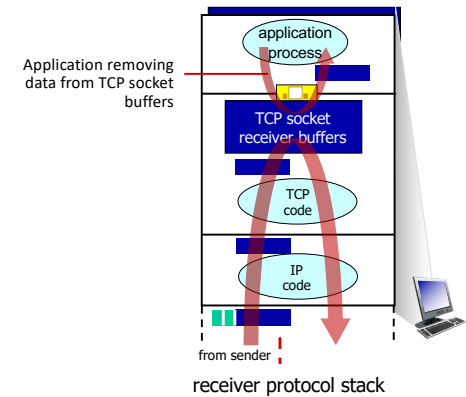 application
process
Application removing
data from TCP socket
buffers
TCP socket
receiver buffers
TCP
code
IP
code
from sender
receiver protocol stack